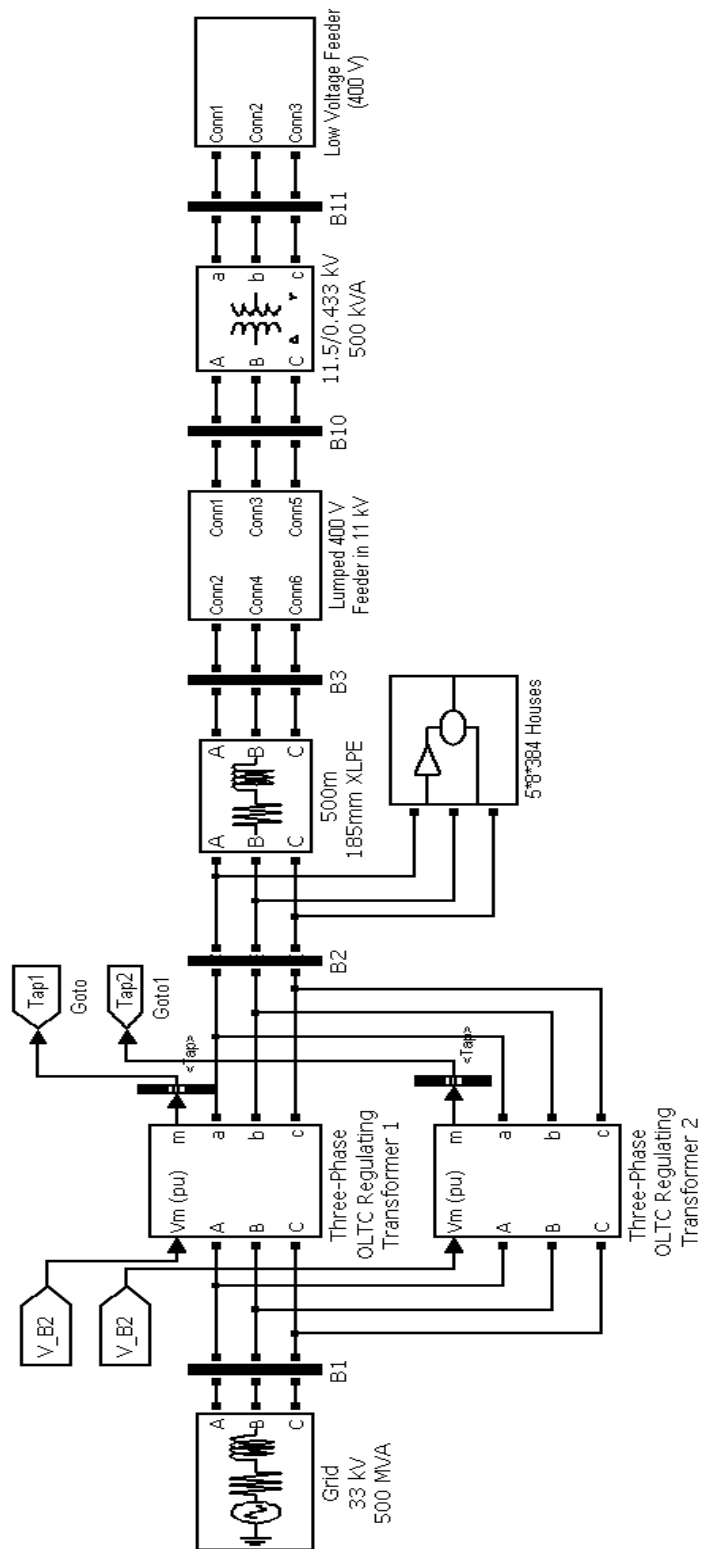 V_B2
V_B2
Tap1
Goto
Tap2
Goto1
<Tap>
<Tap>
A
B
C
Grid
33 kV
500 MVA
B1
Vm (pu)
m
A
a
B
b
C
c
Three-Phase
OLTC Regulating
Transformer 1
Vm (pu)
m
A
a
B
b
C
c
Three-Phase
OLTC Regulating
Transformer 2
B2
A
A
B
B
C
C
500m
185mm XLPE
5*8*384 Houses
B3
Conn2
Conn1
Conn4
Conn3
Conn6
Conn5
Lumped 400 V
Feeder in 11 kV
B10
A
a
B
b
C
c
Δ
Y
11.5/0.433 kV
500 kVA
B11
Conn1
Conn2
Conn3
Low Voltage Feeder
(400 V)